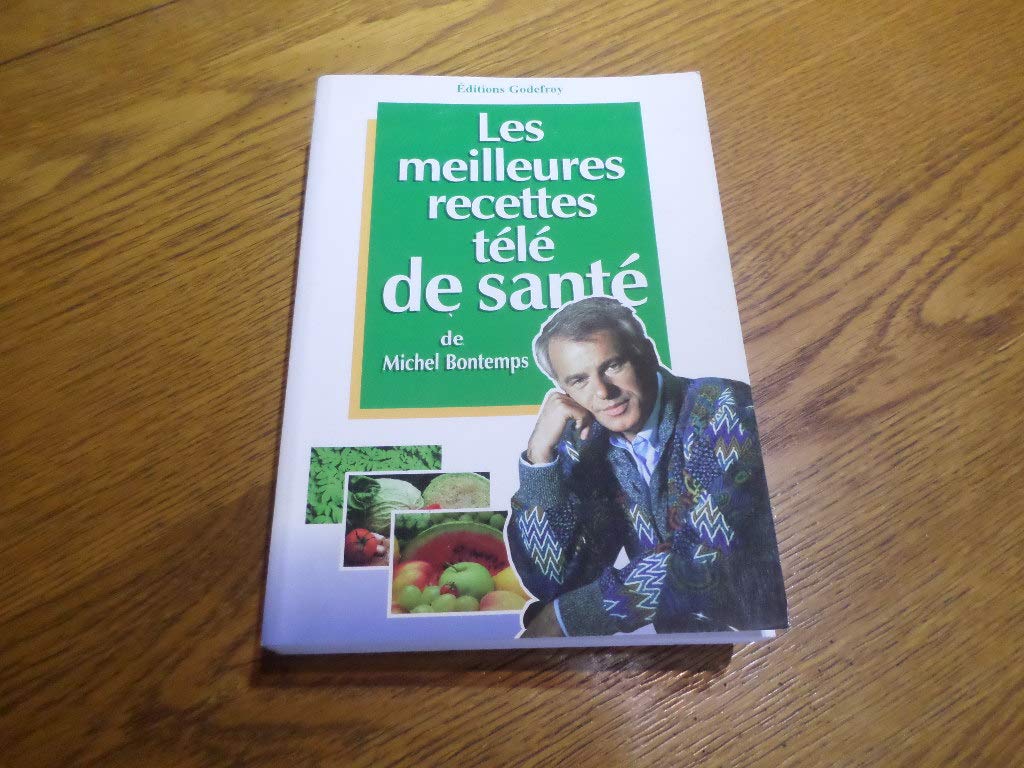 Éditions Godefroy
Les
meilleures
recettes
télé
de santé
de
Michel Bontemps